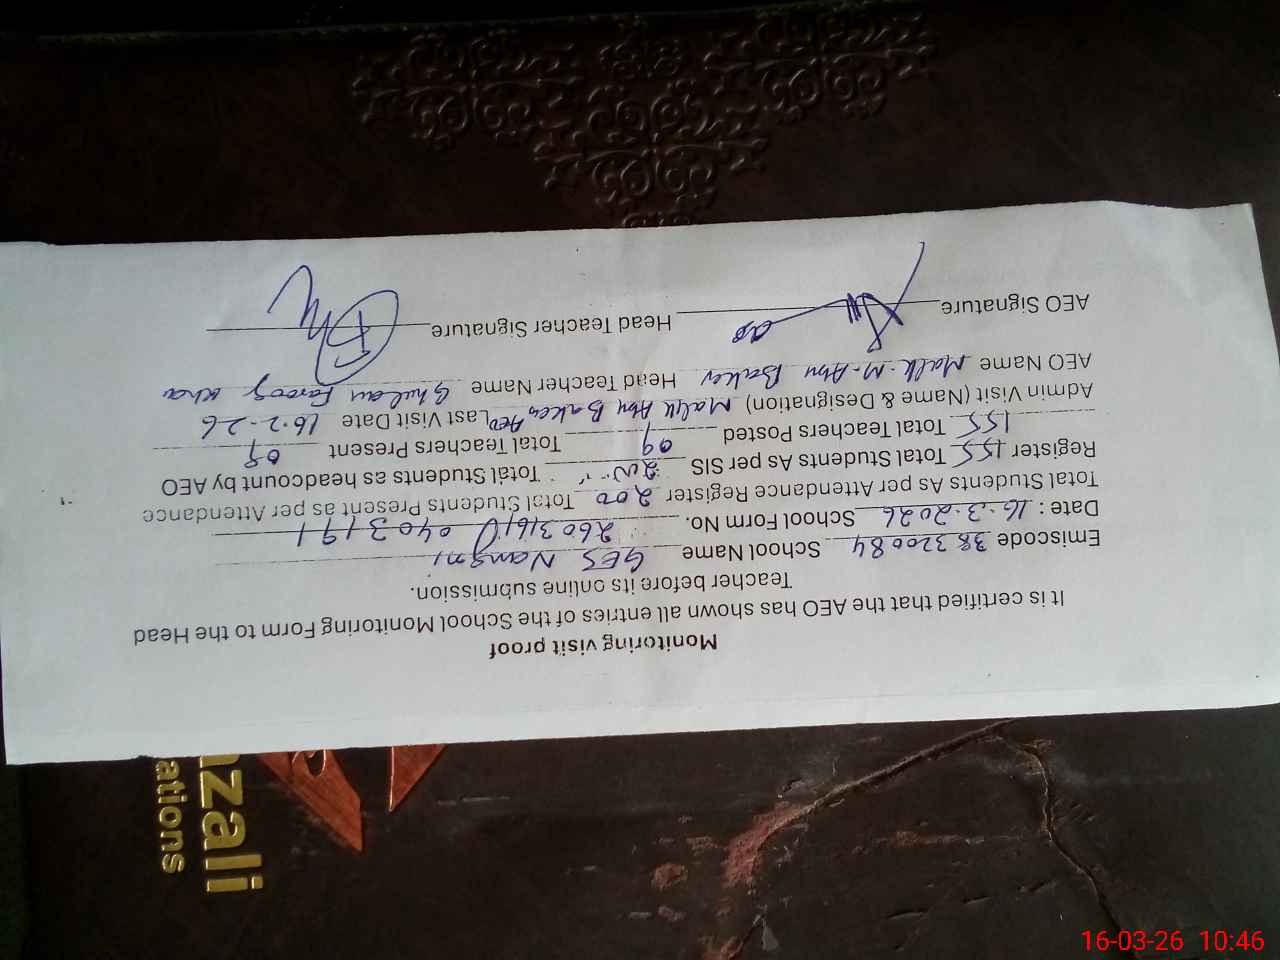 Monitoring visit proof
It is certified that the AEO has shown all entries of the School Monitoring Form to the Head
Teacher before its online submission.
Emiscode 38320084 School Name GES Nangni
Date: 16.3.2026 School Form No.
Total Students As per Attendance Register 200 Total Students Present as per Attendance
Register 155 Total Students As per SIS 200 Total Students as headcount by AEO
155 Total Teachers Posted 09 Total Teachers Present 09
Admin Visit (Name & Designation) Malik Abu Baker AEO Last Visit Date 16.2.26
AEO Name Malik M. Abu Baker Head Teacher Name Ghulam Farooq
AEO Signature Head Teacher Signature
zali
ations
16-03-26 10:46